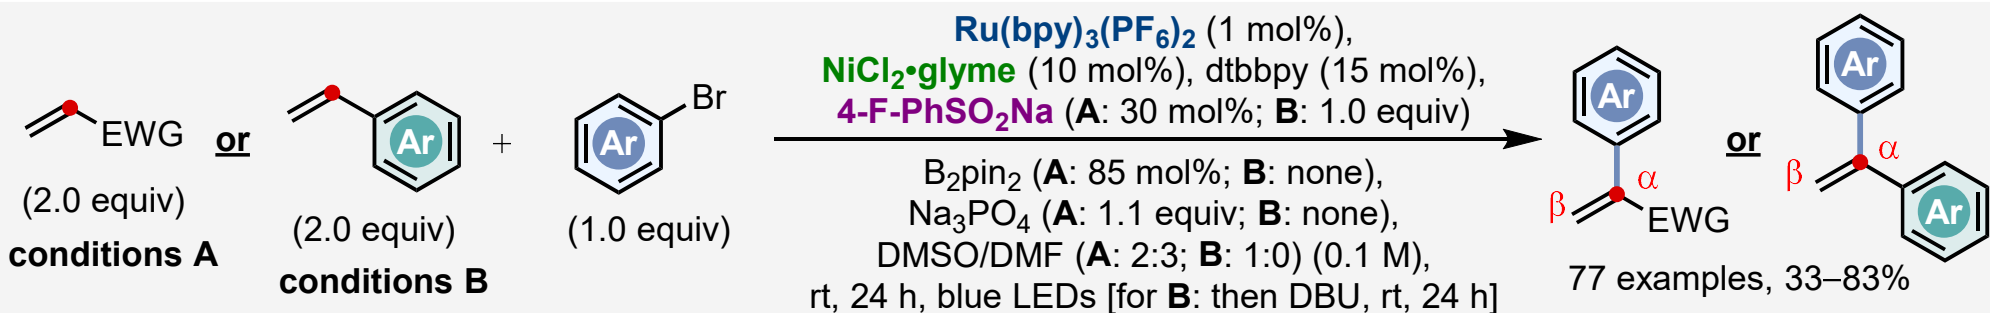 EWG
(2.0 equiv)
conditions A
or
Ar
(2.0 equiv)
conditions B
+
Br
Ar
(1.0 equiv)
Ru(bpy)₃(PF₆)₂ (1 mol%),
NiCl₂•glyme (10 mol%), dtbbpy (15 mol%),
4-F-PhSO₂Na (A: 30 mol%; B: 1.0 equiv)
B₂pin₂ (A: 85 mol%; B: none),
Na₃PO₄ (A: 1.1 equiv; B: none),
DMSO/DMF (A: 2:3; B: 1:0) (0.1 M),
rt, 24 h, blue LEDs [for B: then DBU, rt, 24 h]
Ar
α
β
EWG
or
Ar
α
β
Ar
77 examples, 33–83%